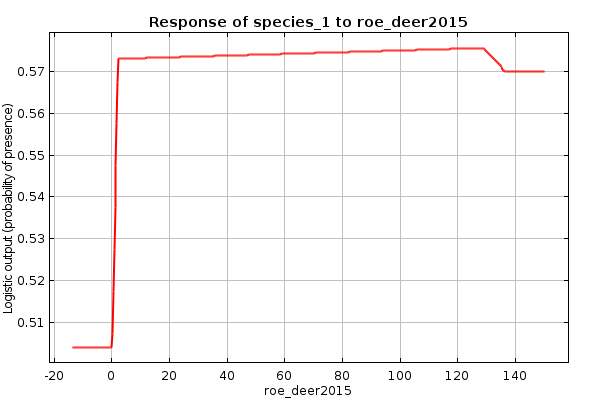 Response of species_1 to roe_deer2015
Logistic output (probability of presence)
0.57
0.56
0.55
0.54
0.53
0.52
0.51
-20 0 20 40 60 80 100 120 140
roe_deer2015